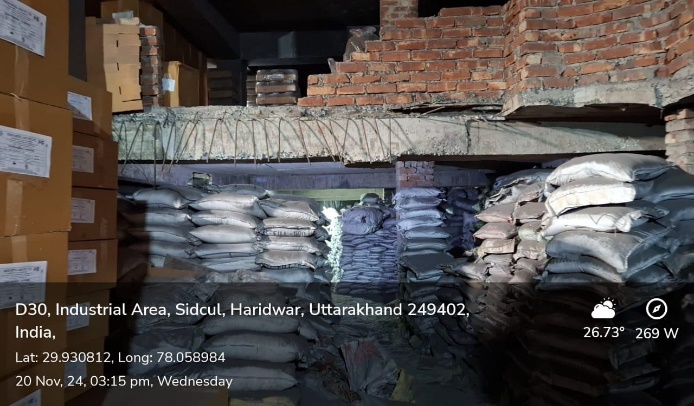 D30, Industrial Area, Sidcul, Haridwar, Uttarakhand 249402,
India,
Lat: 29.930812, Long: 78.058984
20 Nov, 24, 03:15 pm, Wednesday
26.73° 269 W